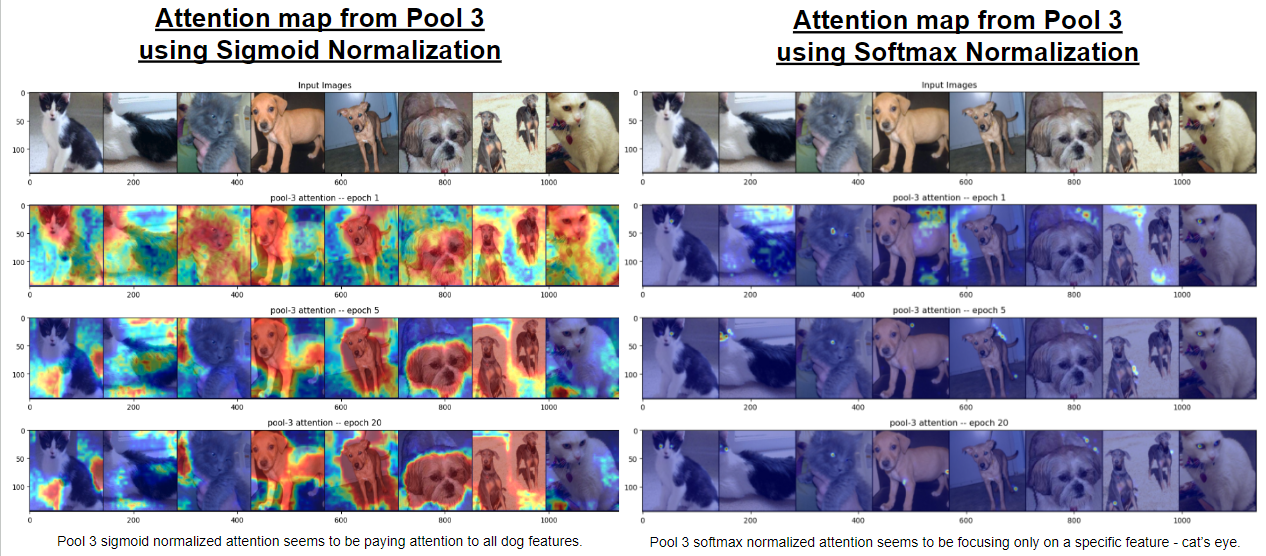 Attention map from Pool 3
using Sigmoid Normalization
Input Images
0
50
100
0 200 400 600 800 1000
pool-3 attention -- epoch 1
0
50
100
0 200 400 600 800 1000
pool-3 attention -- epoch 5
0
50
100
0 200 400 600 800 1000
pool-3 attention -- epoch 20
0
50
100
0 200 400 600 800 1000
Pool 3 sigmoid normalized attention seems to be paying attention to all dog features.
Attention map from Pool 3
using Softmax Normalization
Input Images
0
50
100
0 200 400 600 800 1000
pool-3 attention -- epoch 1
0
50
100
0 200 400 600 800 1000
pool-3 attention -- epoch 5
0
50
100
0 200 400 600 800 1000
pool-3 attention -- epoch 20
0
50
100
0 200 400 600 800 1000
Pool 3 softmax normalized attention seems to be focusing only on a specific feature - cat's eye.